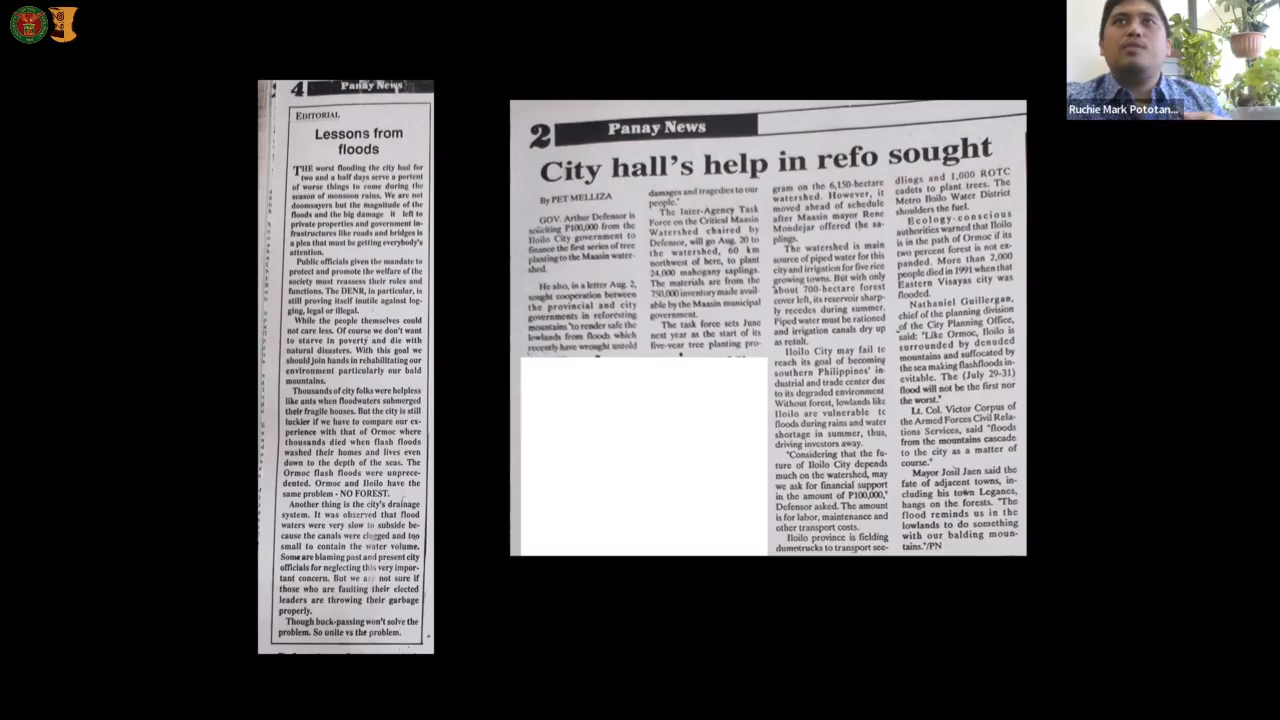 4 Panay News
EDITORIAL
Lessons from
floods
THE worst flooding the city had for
two and a half days serve a portent
of worse things to come during the
season of monsoon rains. We are not
doomsayers but the magnitude of the
floods and the big damage it left to
private properties and government in-
frastructures like roads and bridges is
a plea that must be getting everybody's
attention.
Public officials given the mandate to
protect and promote the welfare of the
society must reassess their roles and
functions. The DENR, in particular, is
still proving itself inutile against log-
ging, legal or illegal.
While the people themselves could
not care less. Of course we don't want
to starve in poverty and die with
natural disasters. With this goal we
should join hands in rehabilitating our
environment particularly our bald
mountains.
Thousands of city folks were helpless
like ants when floodwaters submerged
their fragile houses. But the city is still
luckier if we have to compare our ex-
perience with that of Ormoc where
thousands died when flash floods
washed their homes and lives even
down to the depth of the seas. The
Ormoc flash floods were unprece-
dented. Ormoc and Iloilo have the
same problem - NO FOREST.
Another thing is the city's drainage
system. It was observed that flood
waters were very slow to subside be-
cause the canals were clogged and too
small to contain the water volume.
Some are blaming past and present city
officials for neglecting this very impor-
tant concern. But we are not sure if
those who are faulting their elected
leaders are throwing their garbage
properly.
Though buck-passing won't solve the
problem. So unite vs the problem.
2 Panay News
City hall's help in refo sought
By PET MELLIZA
GOV. Arthur Defensor is
soliciting P100,000 from the
Iloilo City government to
finance the first series of tree
planting to the Maasin water-
shed.
He also, in a letter Aug. 2,
sought cooperation between
the provincial and city
governments in reforesting
mountains "to render safe the
lowlands from floods which
recently have wrought untold
damages and tragedies to our
people."
The Inter-Agency Task
Force on the Critical Maasin
Watershed chaired by
Defensor, will go Aug. 20 to
the watershed, 60 km
northwest of here, to plant
24,000 mahogany saplings.
The materials are from the
750,000 inventory made avail-
able by the Maasin municipal
government.
The task force sets June
next year as the start of its
five-year tree planting pro-
gram on the 6,150-hectare
watershed. However, it
moved ahead of schedule
after Maasin mayor Rene
Mondejar offered the sa-
plings.
The watershed is main
source of piped water for this
city and irrigation for five rice
growing towns. But with only
about 700-hectare forest
cover left, its reservoir sharp-
ly recedes during summer.
Piped water must be rationed
and irrigation canals dry up
as result.
Iloilo City may fail to
reach its goal of becoming
southern Philippines' in-
dustrial and trade center due
to its degraded environment
Without forest, lowlands like
Iloilo are vulnerable to
floods during rains and water
shortage in summer, thus,
driving investors away.
"Considering that the fu-
ture of Iloilo City depends
much on the watershed, may
we ask for financial support
in the amount of P100,000,"
Defensor asked. The amount
is for labor, maintenance and
other transport costs.
Iloilo province is fielding
dumptrucks to transport see-
dlings and 1,000 ROTC
cadets to plant trees. The
Metro Iloilo Water District
shoulders the fuel.
Ecology-conscious
authorities warned that Iloilo
is in the path of Ormoc if its
two percent forest is not ex-
panded. More than 2,000
people died in 1991 when that
Eastern Visayas city was
flooded.
Nathaniel Guillergan,
chief of the planning division
of the City Planning Office,
said: "Like Ormoc, Iloilo is
surrounded by denuded
mountains and suffocated by
the sea making flashfloods in-
evitable. The (July 29-31)
flood will not be the first nor
the worst."
Lt. Col. Victor Corpus of
the Armed Forces Civil Rela-
tions Services, said "floods
from the mountains cascade
to the city as a matter of
course."
Mayor Josil Jaen said the
fate of adjacent towns, in-
cluding his town Leganes,
hangs on the forests. "The
flood reminds us in the
lowlands to do something
with our balding moun-
tains."/PN
Ruchie Mark Pototan...